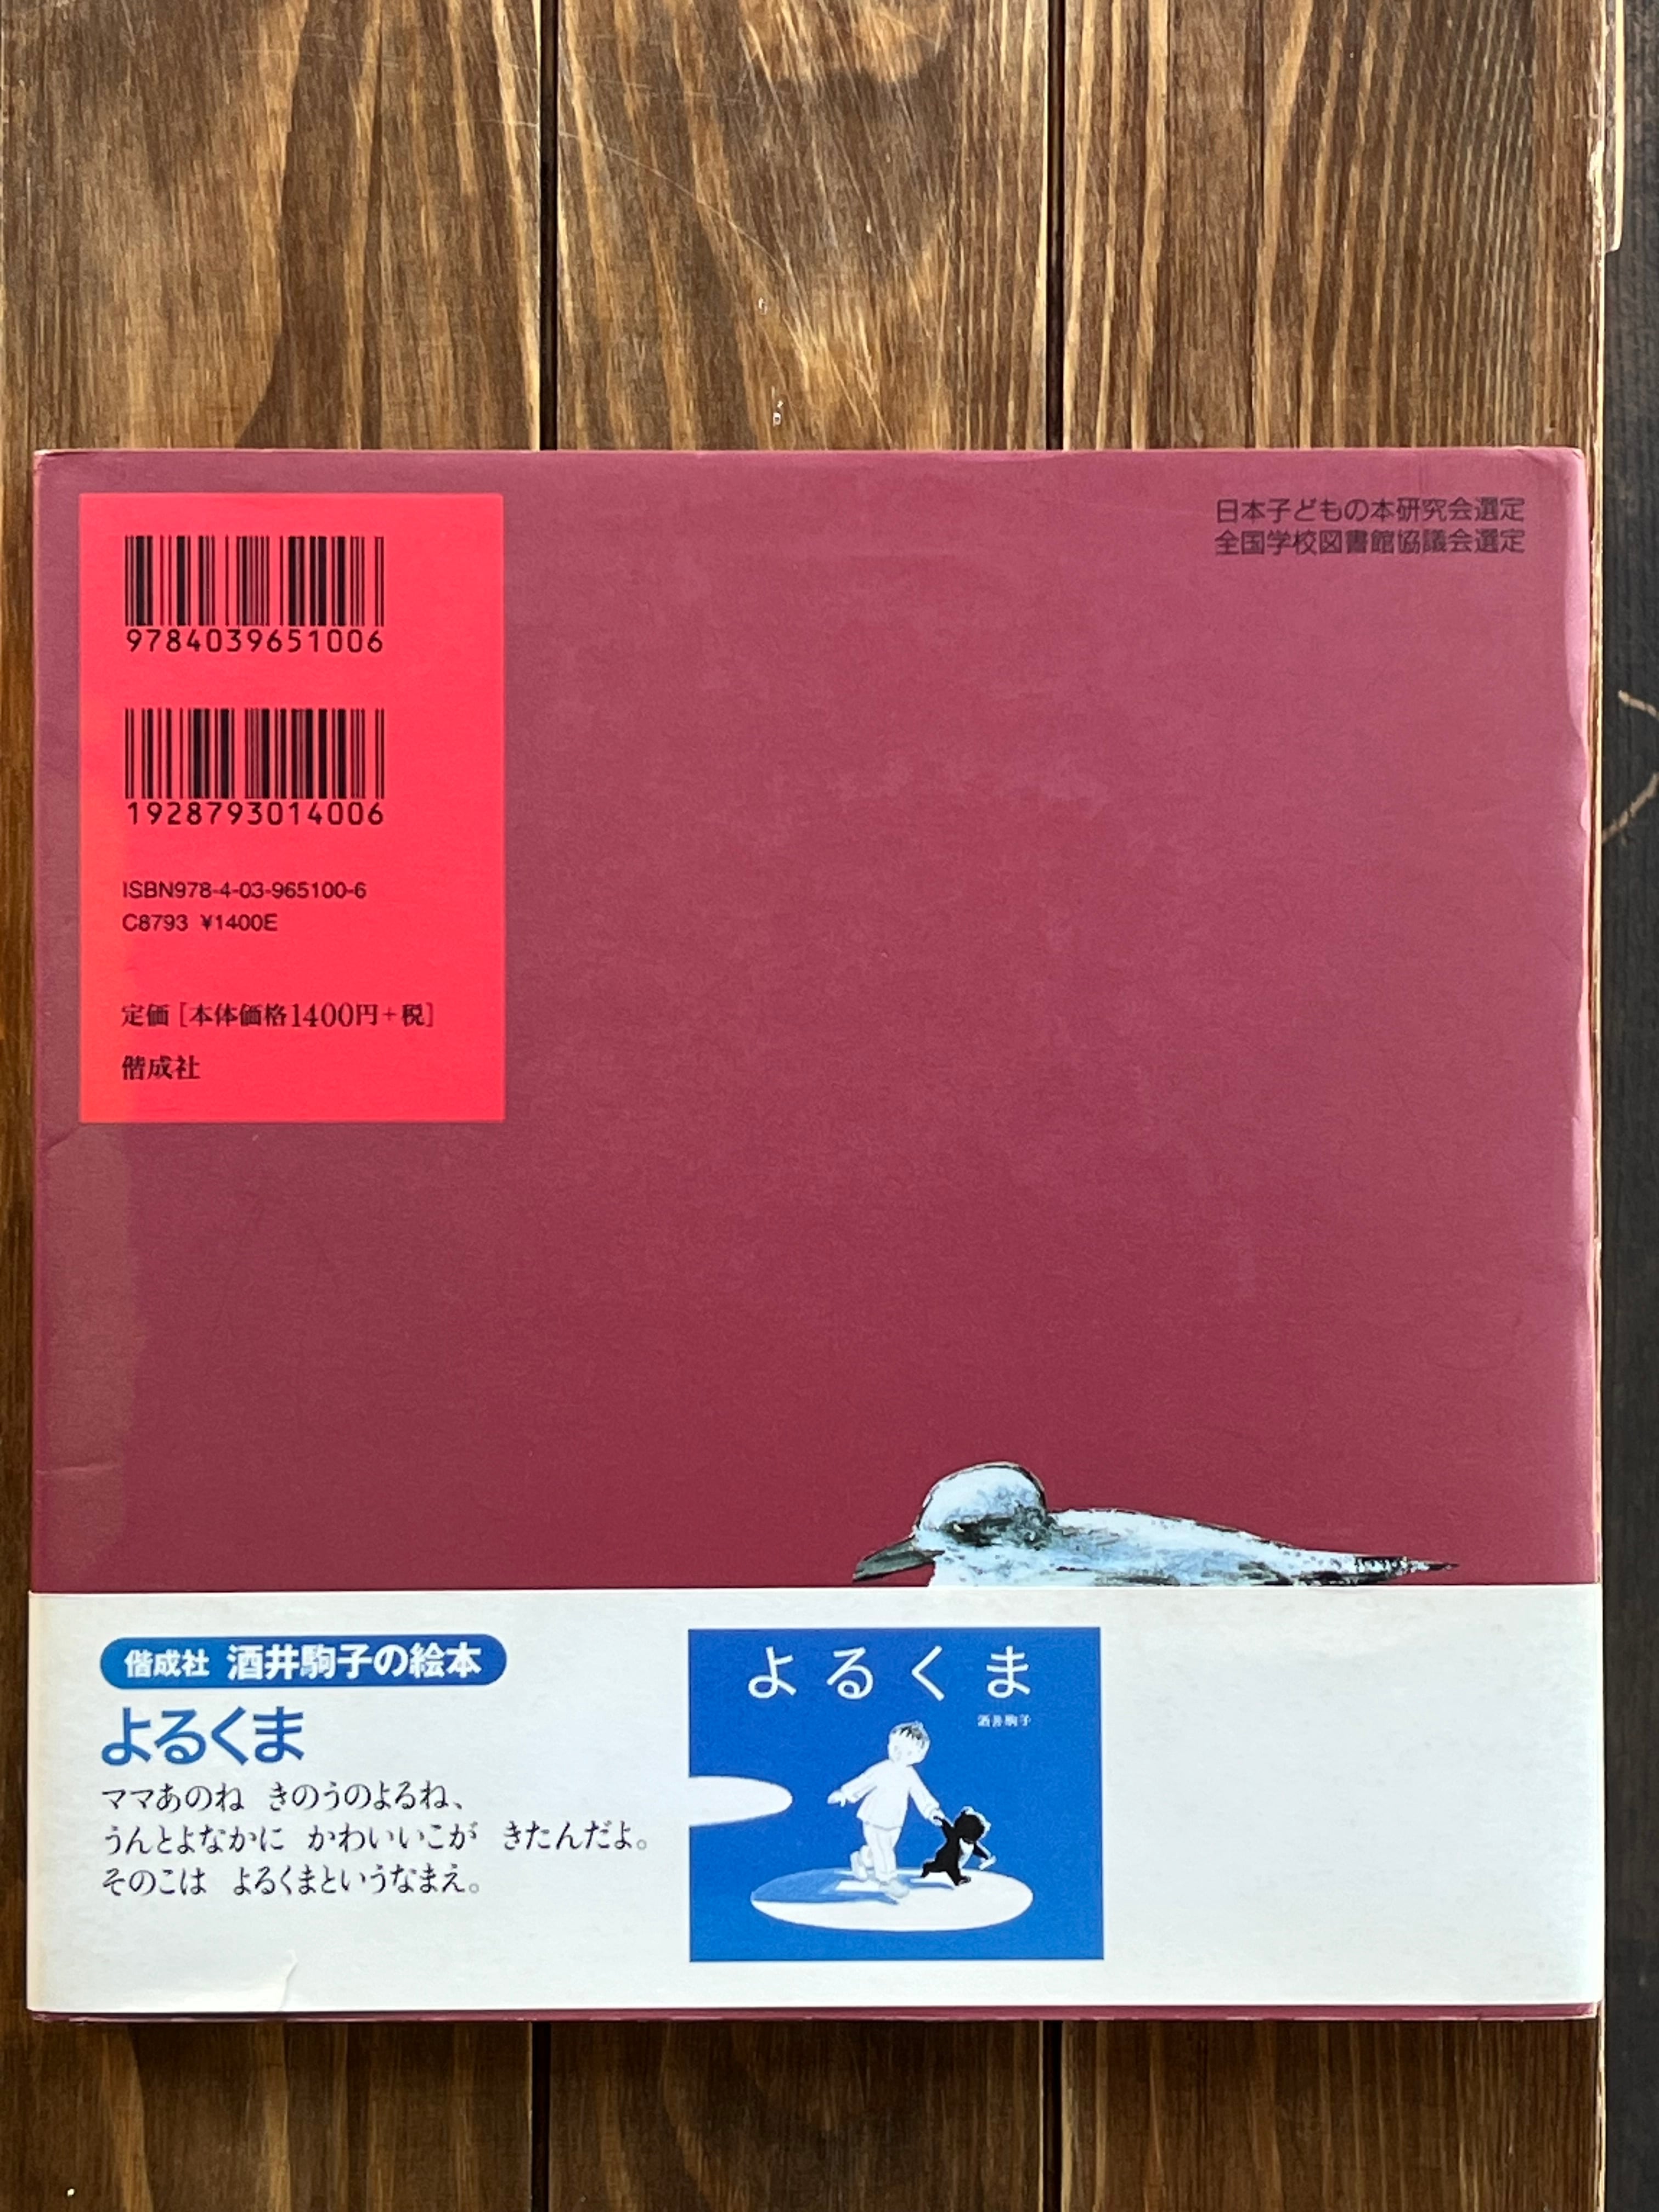 9784039651006
1928793014006
ISBN978-4-03-965100-6
C8793 ¥1400E
定価［本体価格1400円+税］
偕成社
日本子どもの本研究会選定
全国学校図書館協議会選定
偕成社 酒井駒子の絵本
よるくま
ママあのね きのうのよるね、
うんとよなかに かわいいこが きたんだよ。
そのこは よるくまというなまえ。
よるくま
酒井駒子